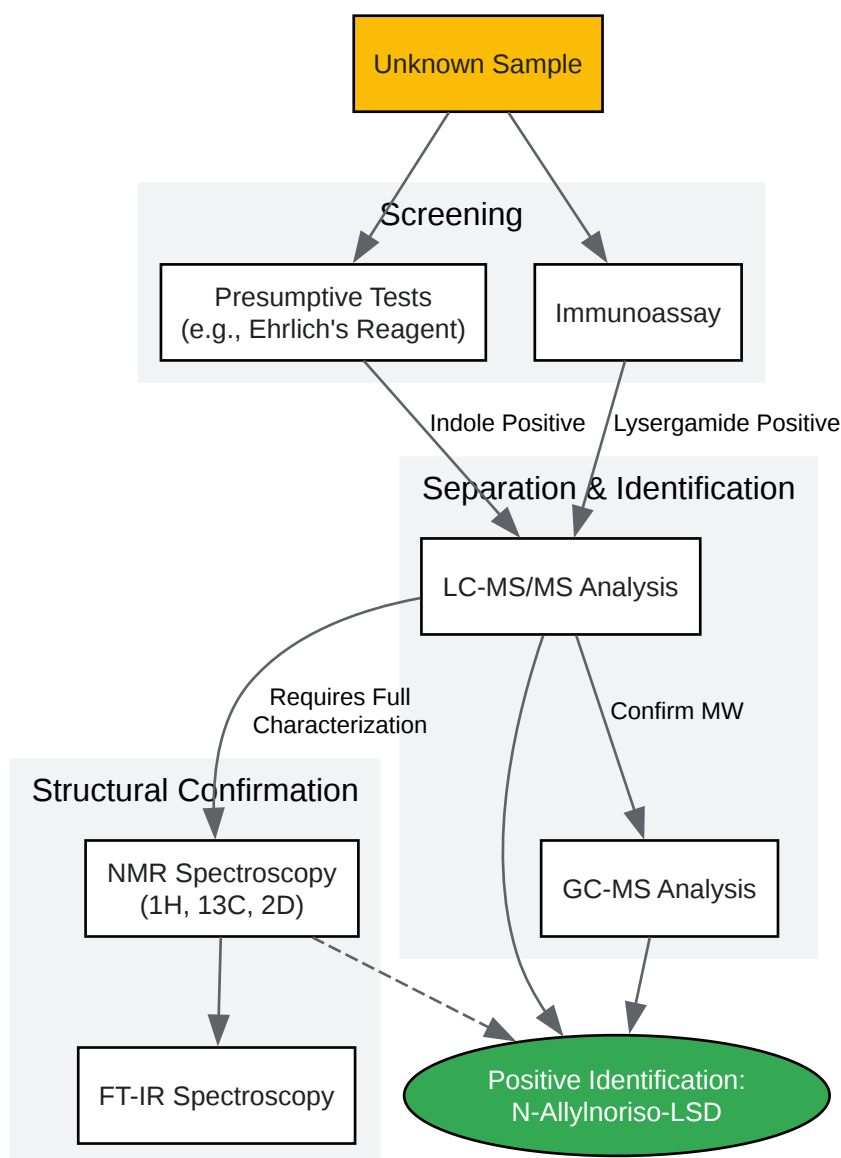 Unknown Sample
Screening
Presumptive Tests
(e.g., Ehrlich's Reagent)
Immunoassay
Indole Positive
Lysergamide Positive
Separation & Identification
LC-MS/MS Analysis
Requires Full
Characterization
Confirm MW
Structural Confirmation
NMR Spectroscopy
(1H, 13C, 2D)
GC-MS Analysis
FT-IR Spectroscopy
Positive Identification:
N-Allylnoriso-LSD